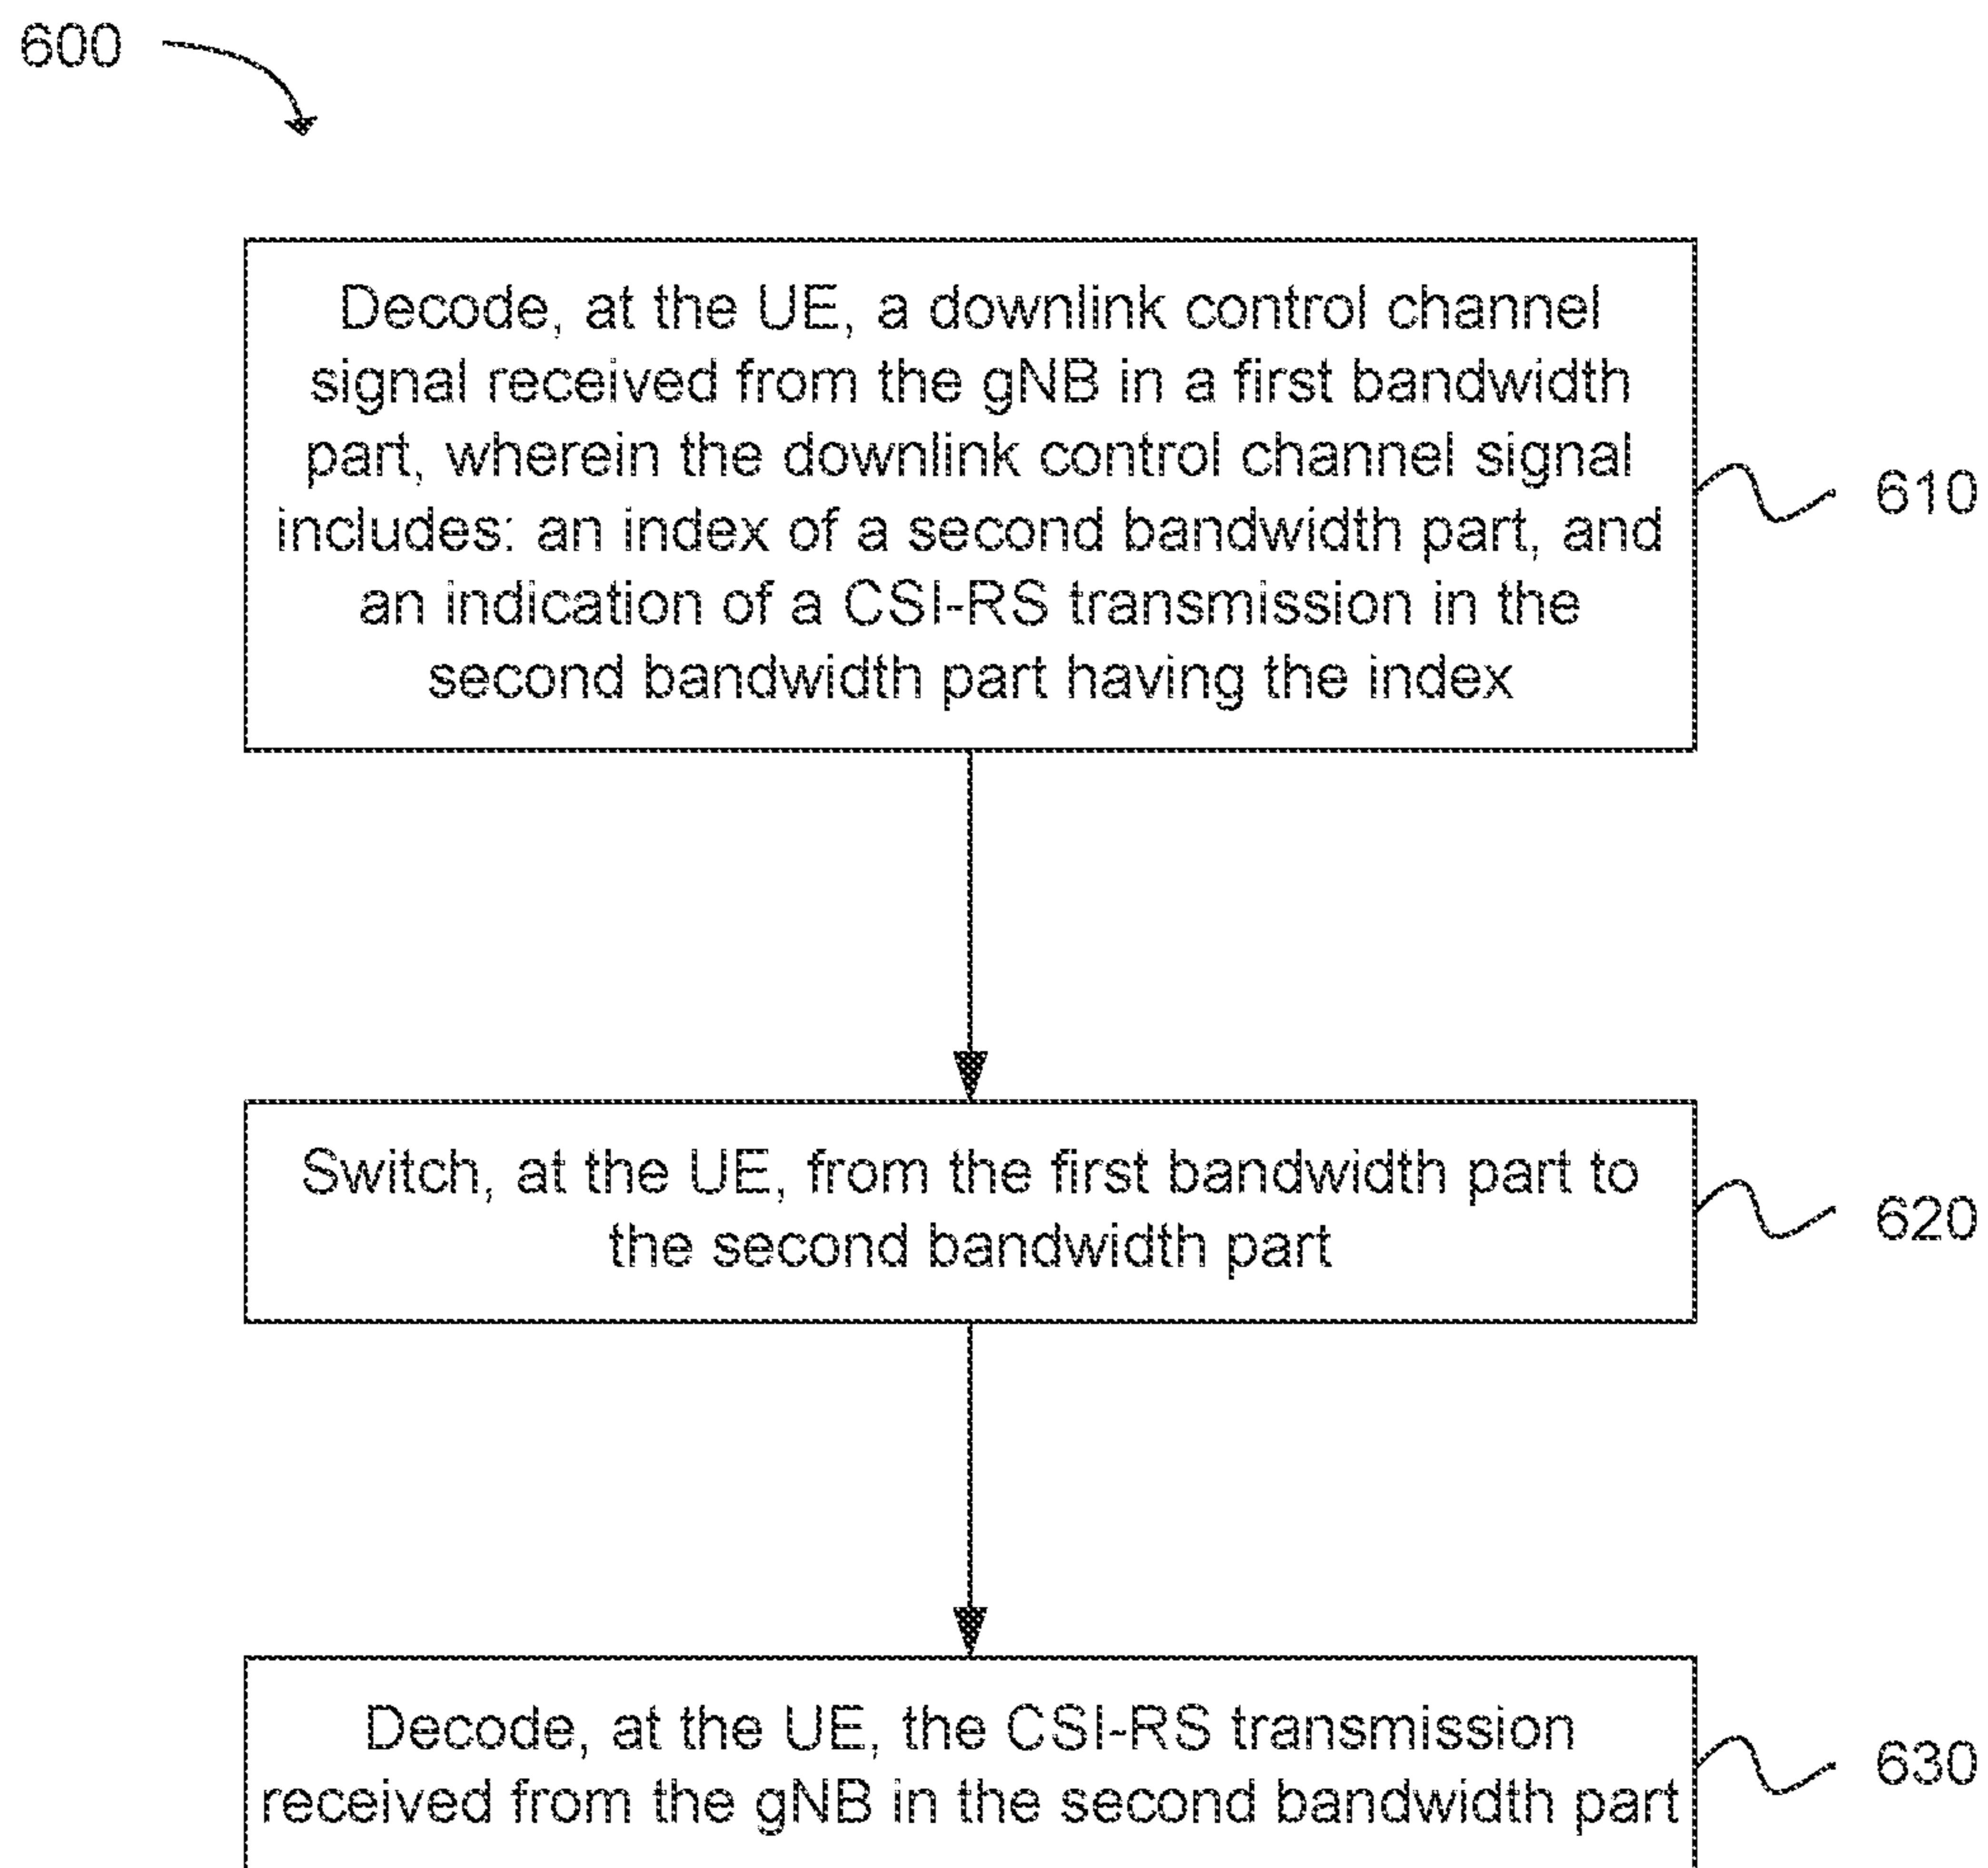 600
Decode, at the UE, a downlink control channel
signal received from the gNB in a first bandwidth
part, wherein the downlink control channel signal
includes: an index of a second bandwidth part, and
an indication of a CSI-RS transmission in the
second bandwidth part having the index
610
Switch, at the UE, from the first bandwidth part to
the second bandwidth part
620
Decode, at the UE, the CSI-RS transmission
received from the gNB in the second bandwidth part
630